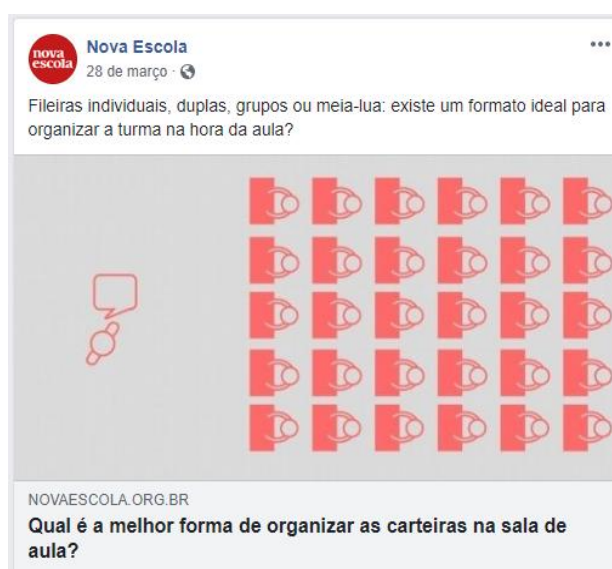 nova
escola
Nova Escola
28 de março ·
Fileiras individuais, duplas, grupos ou meia-lua: existe um formato ideal para
organizar a turma na hora da aula?
NOVAESCOLA.ORG.BR
Qual é a melhor forma de organizar as carteiras na sala de
aula?